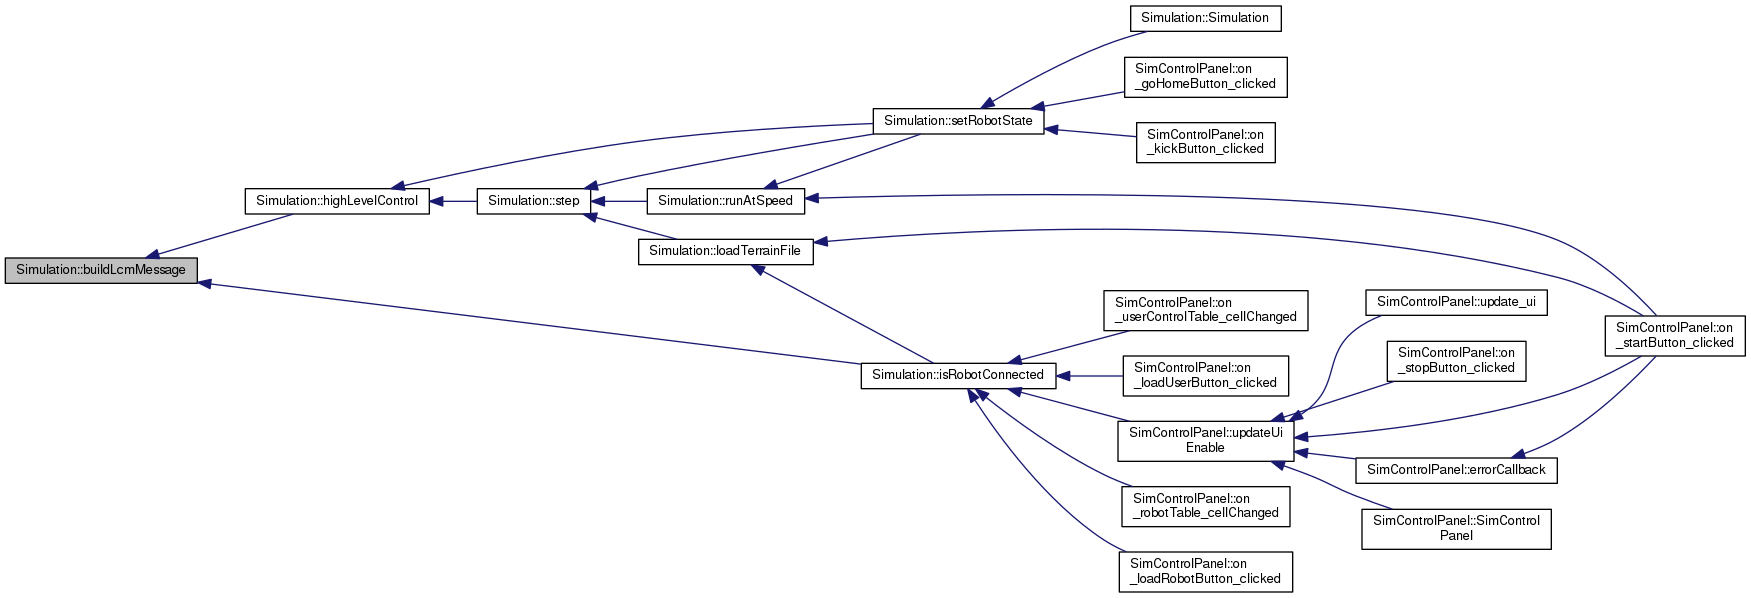 Simulation::Simulation
SimControlPanel::on
_goHomeButton_clicked
Simulation::setRobotState
SimControlPanel::on
_kickButton_clicked
Simulation::highLevelControl
Simulation::step
Simulation::runAtSpeed
Simulation::loadTerrainFile
Simulation::buildLcmMessage
SimControlPanel::on
_userControlTable_cellChanged
SimControlPanel::update_ui
SimControlPanel::on
_startButton_clicked
Simulation::isRobotConnected
SimControlPanel::on
_loadUserButton_clicked
SimControlPanel::on
_stopButton_clicked
SimControlPanel::updateUi
Enable
SimControlPanel::errorCallback
SimControlPanel::on
_robotTable_cellChanged
SimControlPanel::SimControl
Panel
SimControlPanel::on
_loadRobotButton_clicked